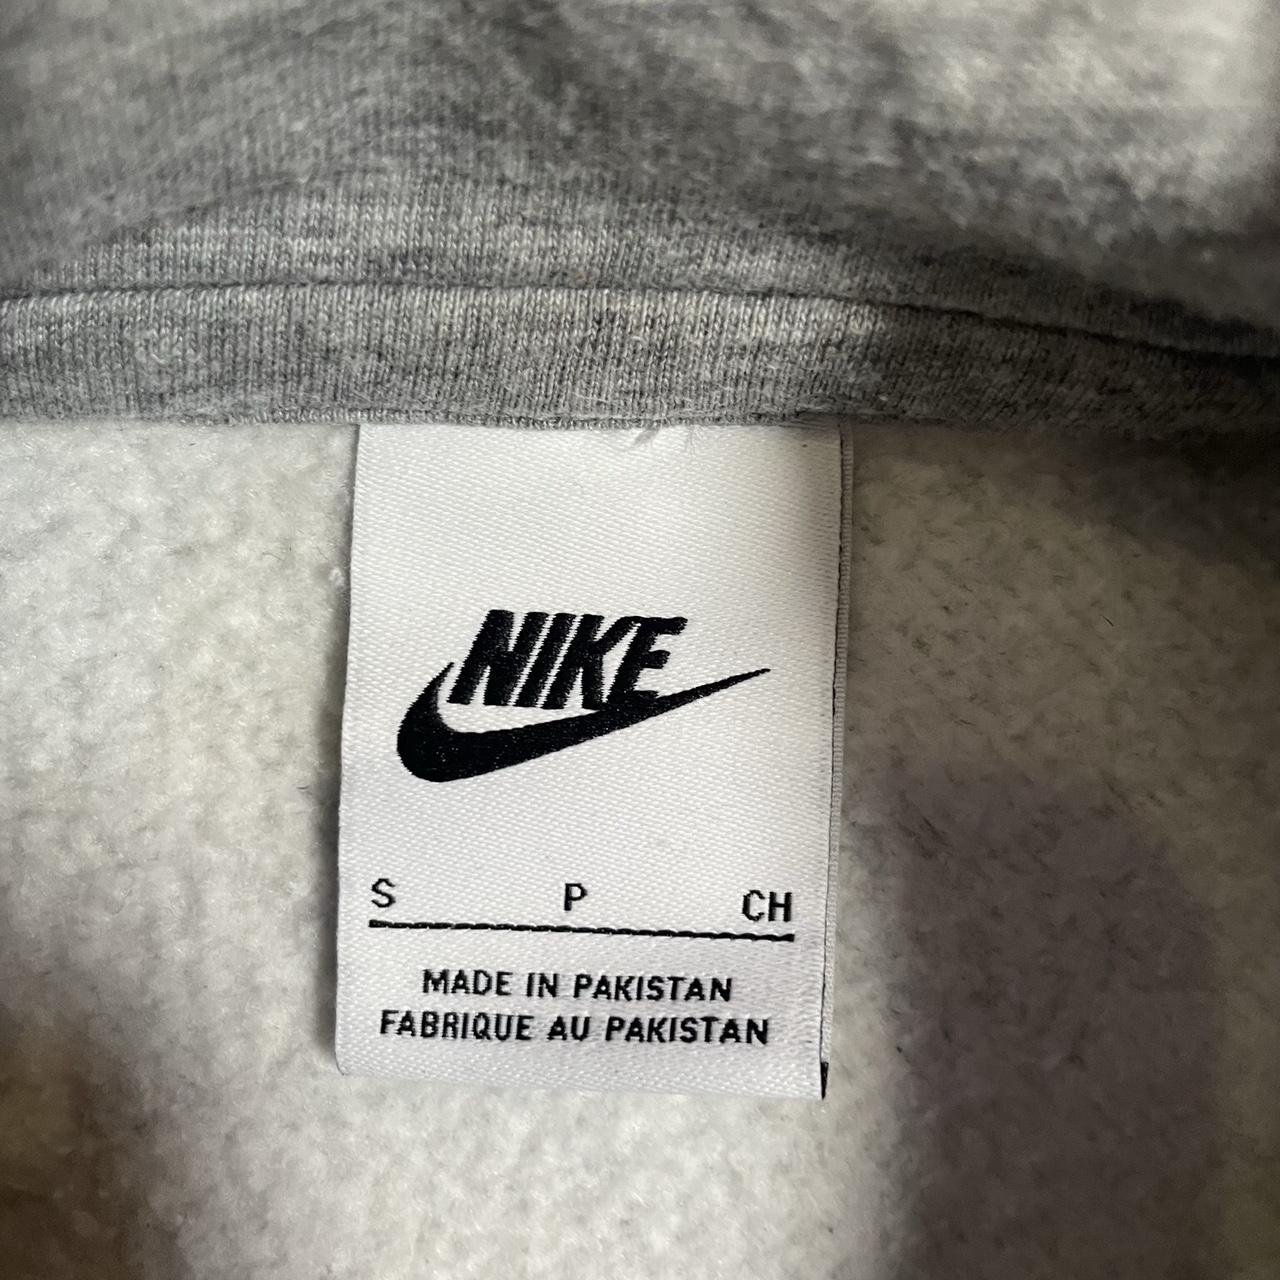 NIKE
S P CH
MADE IN PAKISTAN
FABRIQUE AU PAKISTAN